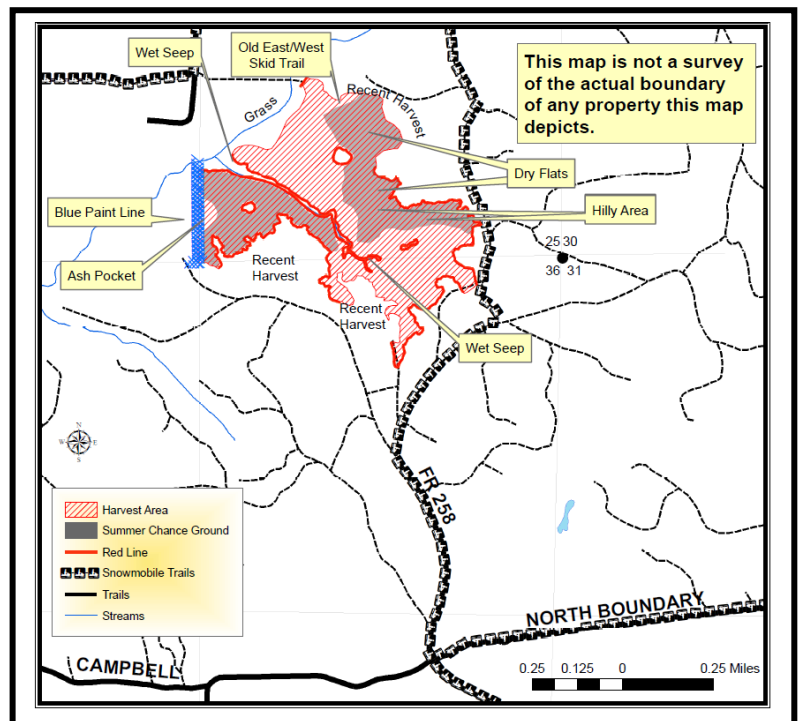 Wet Seep
Old East/West
Skid Trail
This map is not a survey
of the actual boundary
of any property this map
depicts.
Recent Harvest
Grass
Dry Flats
Blue Paint Line
Hilly Area
25 30
36 31
Ash Pocket
Recent
Harvest
Recent
Harvest
Wet Seep
N
W E
S
FR 258
Harvest Area
Summer Chance Ground
Red Line
Snowmobile Trails
Trails
Streams
NORTH BOUNDARY
CAMPBELL
0.25 0.125 0 0.25 Miles